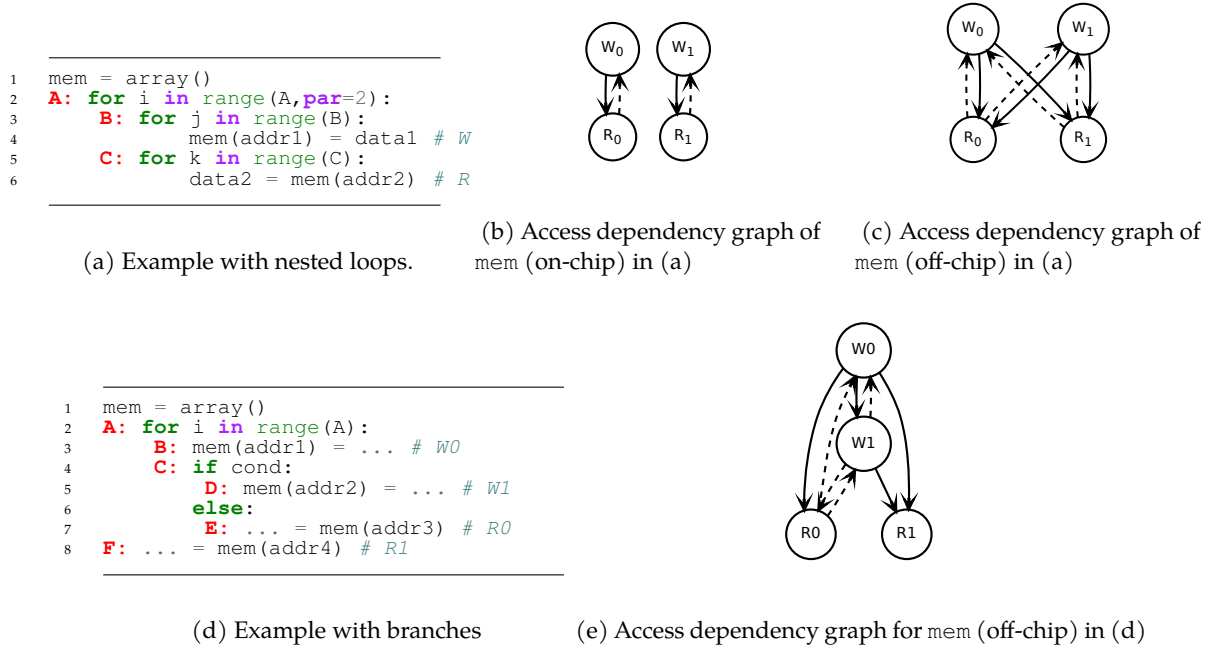 1 mem = array()
2 A: for i in range(A,par=2):
3 B: for j in range(B):
4 mem(addr1) = data1 # W
5 C: for k in range(C):
6 data2 = mem(addr2) # R
(a) Example with nested loops.
W0 W1
R0 R1
(b) Access dependency graph of
mem (on-chip) in (a)
W0 W1
R0 R1
(c) Access dependency graph of
mem (off-chip) in (a)
1 mem = array()
2 A: for i in range(A):
3 B: mem(addr1) = ... # W0
4 C: if cond:
5 D: mem(addr2) = ... # W1
6 else:
7 E: ... = mem(addr3) # R0
8 F: ... = mem(addr4) # R1
(d) Example with branches
W0
W1
R0 R1
(e) Access dependency graph for mem (off-chip) in (d)